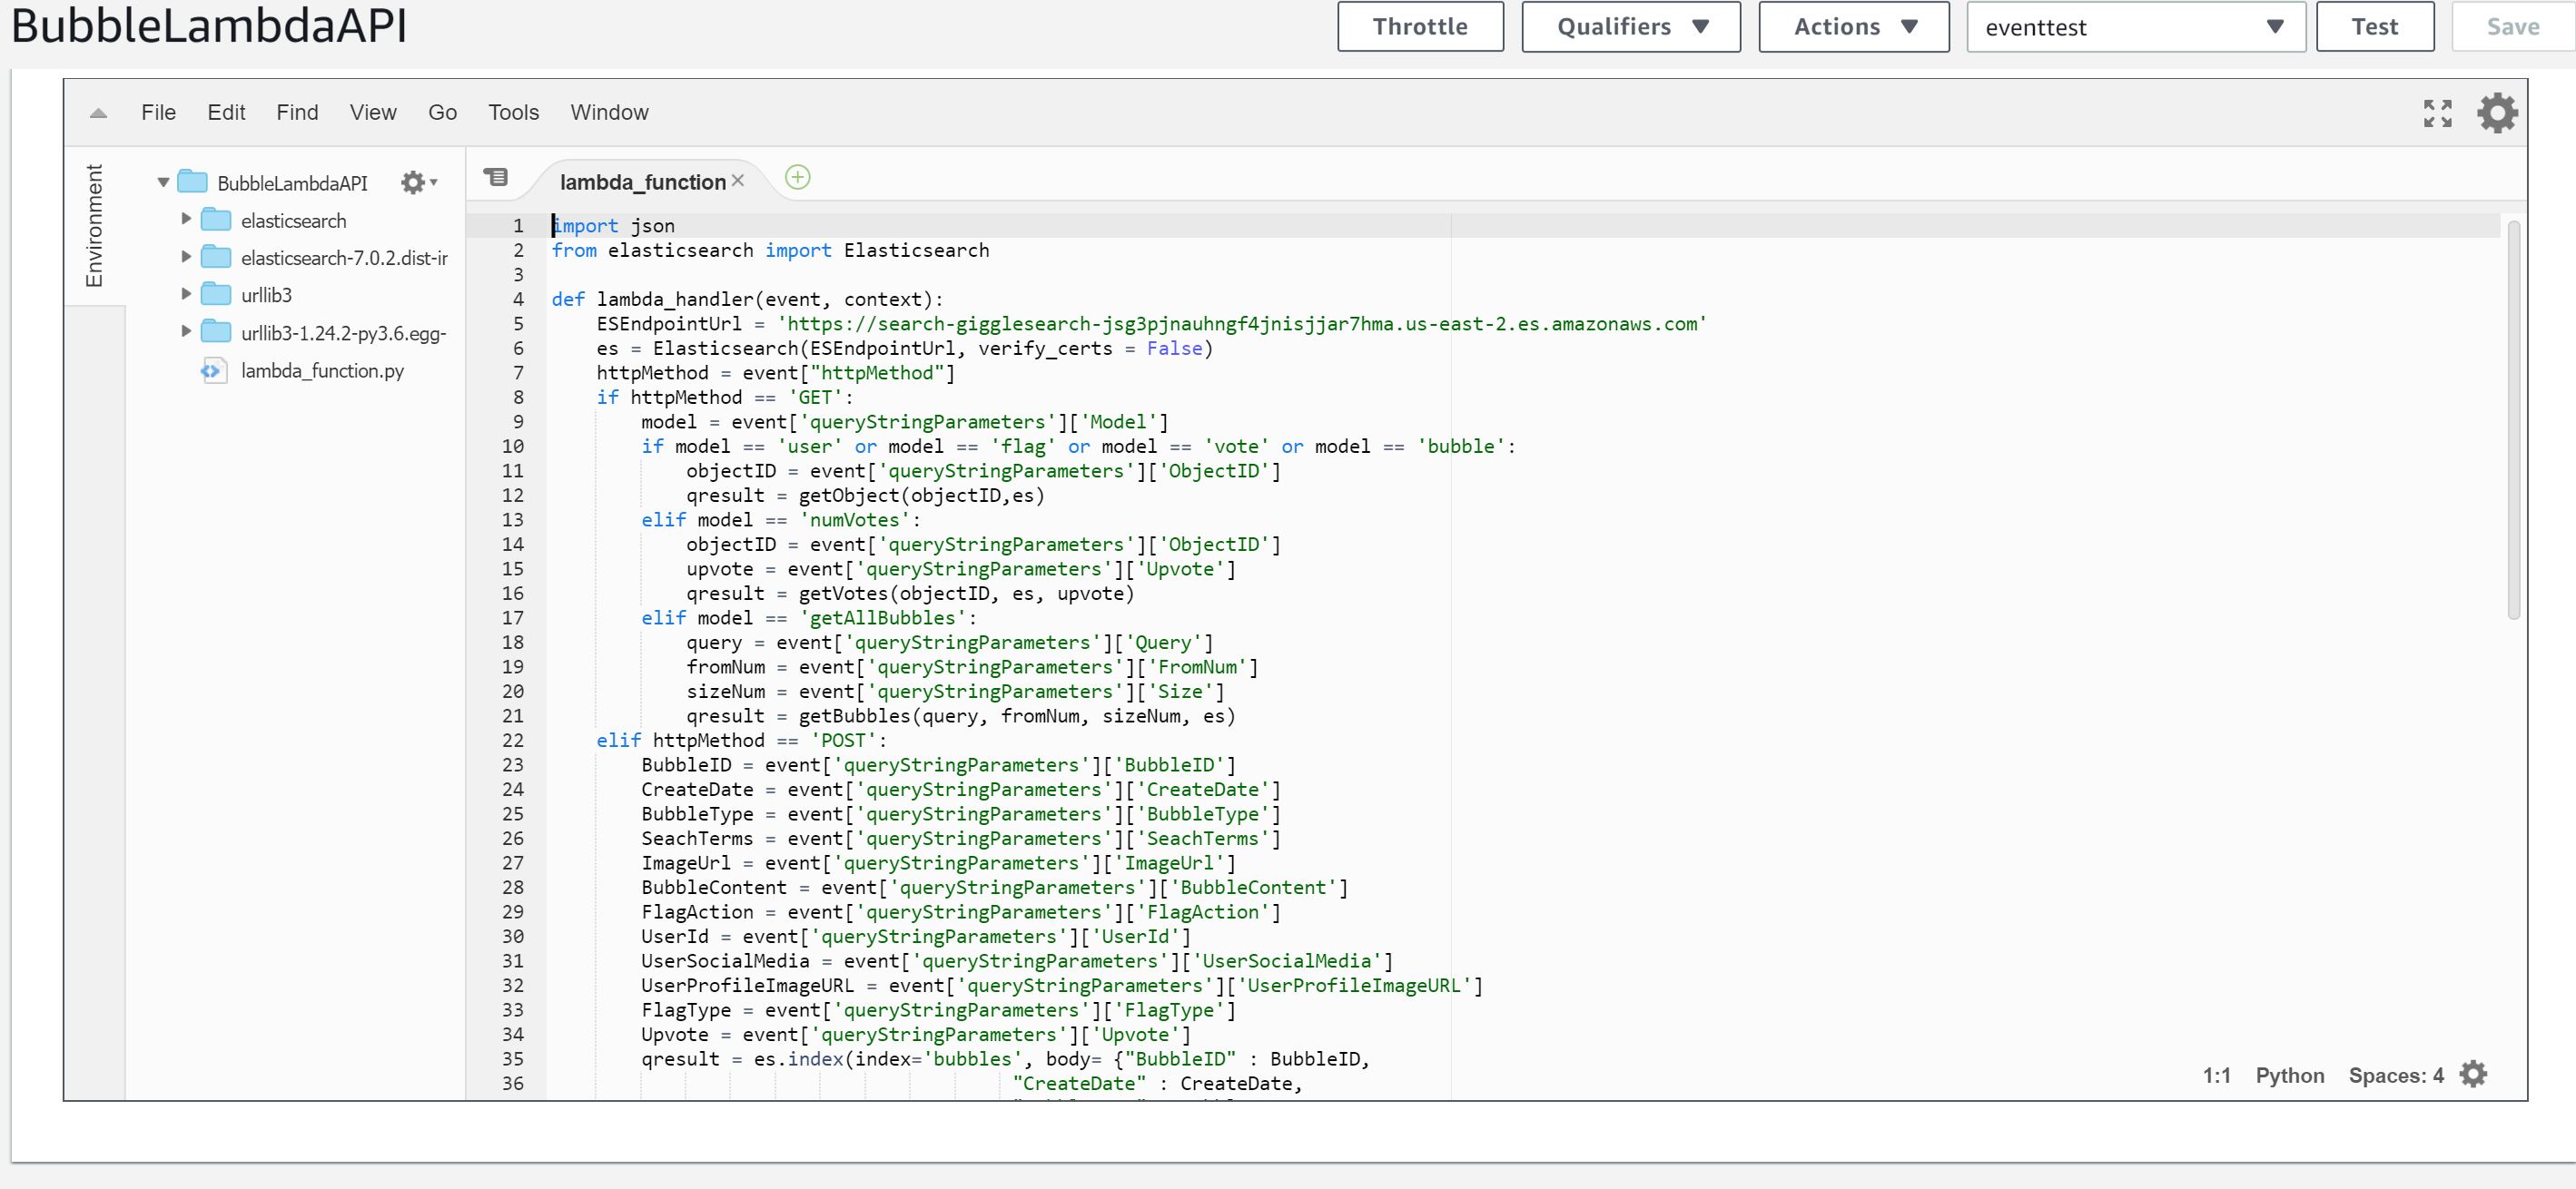 BubbleLambdaAPI
Throttle
Qualifiers
Actions
eventtest
Test
Save
File Edit Find View Go Tools Window
Environment
BubbleLambdaAPI
elasticsearch
elasticsearch-7.0.2.dist-ir
urllib3
urllib3-1.24.2-py3.6.egg-
lambda_function.py
lambda_function
1 import json
2 from elasticsearch import Elasticsearch
3
4 def lambda_handler(event, context):
5     ESEndpointUrl = 'https://search-gigglesearch-jsg3pjnauhngf4jnisjjar7hma.us-east-2.es.amazonaws.com'
6     es = Elasticsearch(ESEndpointUrl, verify_certs = False)
7     httpMethod = event["httpMethod"]
8     if httpMethod == 'GET':
9         model = event['queryStringParameters']['Model']
10         if model == 'user' or model == 'flag' or model == 'vote' or model == 'bubble':
11             objectID = event['queryStringParameters']['ObjectID']
12             qresult = getObject(objectID,es)
13         elif model == 'numVotes':
14             objectID = event['queryStringParameters']['ObjectID']
15             upvote = event['queryStringParameters']['Upvote']
16             qresult = getVotes(objectID, es, upvote)
17         elif model == 'getAllBubbles':
18             query = event['queryStringParameters']['Query']
19             fromNum = event['queryStringParameters']['FromNum']
20             sizeNum = event['queryStringParameters']['Size']
21             qresult = getBubbles(query, fromNum, sizeNum, es)
22     elif httpMethod == 'POST':
23         BubbleID = event['queryStringParameters']['BubbleID']
24         CreateDate = event['queryStringParameters']['CreateDate']
25         BubbleType = event['queryStringParameters']['BubbleType']
26         SeachTerms = event['queryStringParameters']['SeachTerms']
27         ImageUrl = event['queryStringParameters']['ImageUrl']
28         BubbleContent = event['queryStringParameters']['BubbleContent']
29         FlagAction = event['queryStringParameters']['FlagAction']
30         UserId = event['queryStringParameters']['UserId']
31         UserSocialMedia = event['queryStringParameters']['UserSocialMedia']
32         UserProfileImageURL = event['queryStringParameters']['UserProfileImageURL']
33         FlagType = event['queryStringParameters']['FlagType']
34         Upvote = event['queryStringParameters']['Upvote']
35         qresult = es.index(index='bubbles', body= {"BubbleID" : BubbleID,
36                                          "CreateDate" : CreateDate,
1:1 Python Spaces: 4